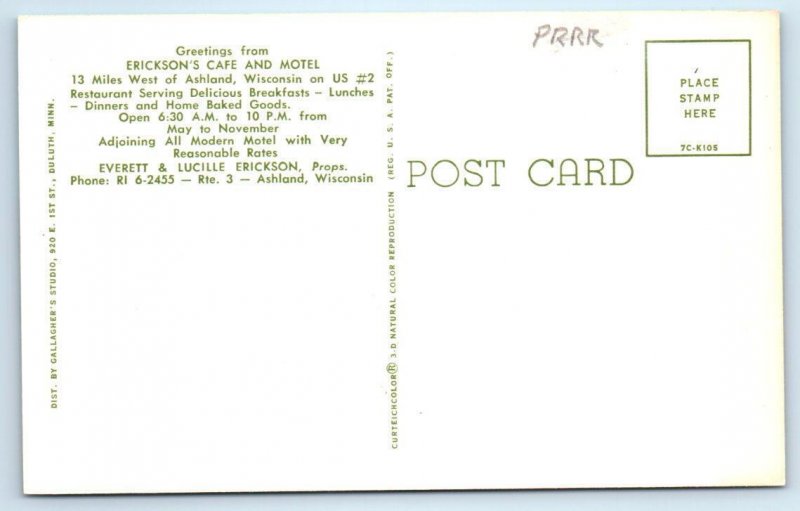 Greetings from
ERICKSON'S CAFE AND MOTEL
13 Miles West of Ashland, Wisconsin on US #2
Restaurant Serving Delicious Breakfasts – Lunches
– Dinners and Home Baked Goods.
Open 6:30 A.M. to 10 P.M. from
May to November
Adjoining All Modern Motel with Very
Reasonable Rates
EVERETT & LUCILLE ERICKSON, Props.
Phone: RI 6-2455 – Rte. 3 – Ashland, Wisconsin
DIST. BY GALLAGHER'S STUDIO, 920 E. 1ST ST., DULUTH, MINN.
CURTEICHCOLOR® 3-D NATURAL COLOR REPRODUCTION (REG. U. S. A. PAT. OFF.)
PRRR
POST CARD
PLACE
STAMP
HERE
7C-K105